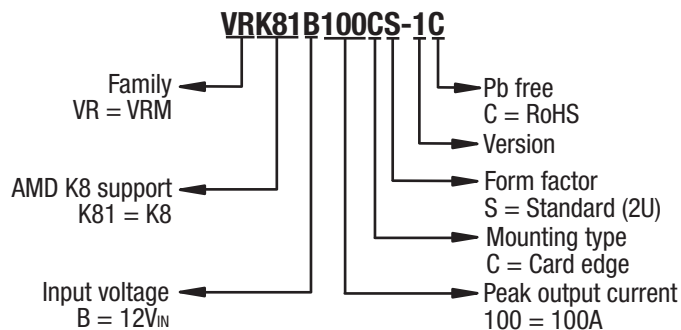 VRK81B100CS-1C
Family
VR = VRM
AMD K8 support
K81 = K8
Input voltage
B = 12VIN
Pb free
C = RoHS
Version
Form factor
S = Standard (2U)
Mounting type
C = Card edge
Peak output current
100 = 100A